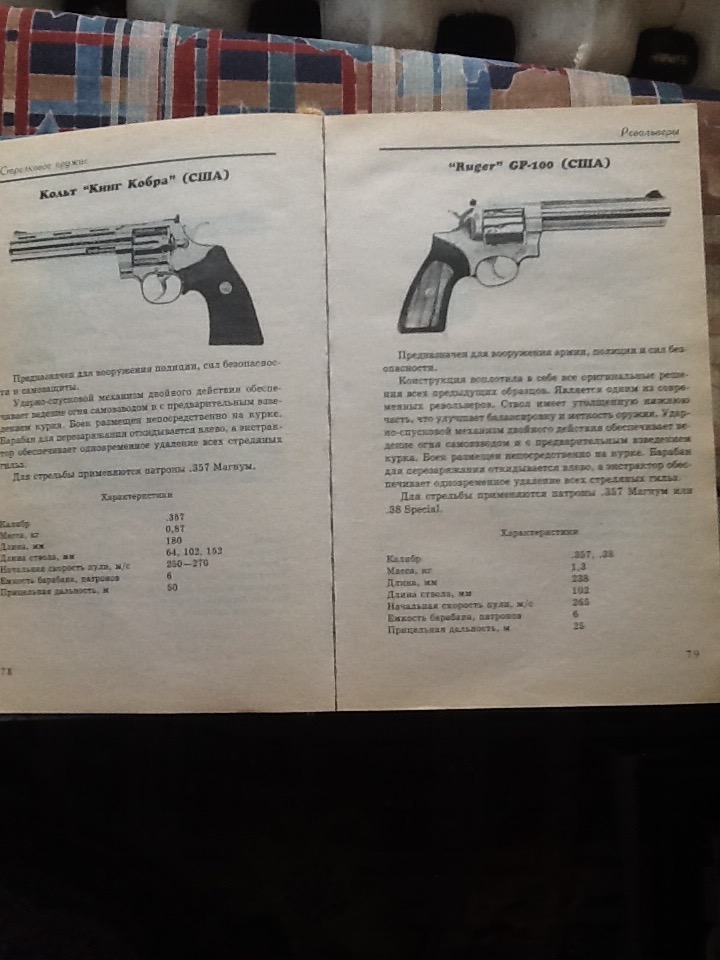 Стрелковое оружие
Кольт "Кинг Кобра" (США)
Предназначен для вооружения полиции, сил безопаснос-
ти и самозащиты.
Ударно-спусковой механизм двойного действия обеспе-
чивает ведение огня самовзводом и с предварительным взве-
дением курка. Боек размещен непосредственно на курке.
Барабан для перезаряжания откидывается влево, а экстрак-
тор обеспечивает одновременное удаление всех стреляных
гильз.
Для стрельбы применяются патроны .357 Магнум.
Характеристики
Калибр .357
Масса, кг 0,87
Длина, мм 180
Длина ствола, мм 64, 102, 152
Начальная скорость пули, м/с 250—270
Емкость барабана, патронов 6
Прицельная дальность, м 50
78
Револьверы
"Ruger" GP-100 (США)
Предназначен для вооружения армии, полиции и сил без-
опасности.
Конструкция воплотила в себе все оригинальные реше-
ния всех предыдущих образцов. Является одним из совре-
менных револьверов. Ствол имеет утолщенную нижнюю
часть, что улучшает балансировку и меткость оружия. Удар-
но-спусковой механизм двойного действия обеспечивает ве-
дение огня самовзводом и с предварительным взведением
курка. Боек размещен непосредственно на курке. Барабан
для перезаряжания откидывается влево, а экстрактор обес-
печивает одновременное удаление всех стреляных гильз.
Для стрельбы применяются патроны .357 Магнум или
.38 Special.
Характеристики
Калибр .357, .38
Масса, кг 1,3
Длина, мм 238
Длина ствола, мм 102
Начальная скорость пули, м/с 265
Емкость барабана, патронов 6
Прицельная дальность, м 25
79